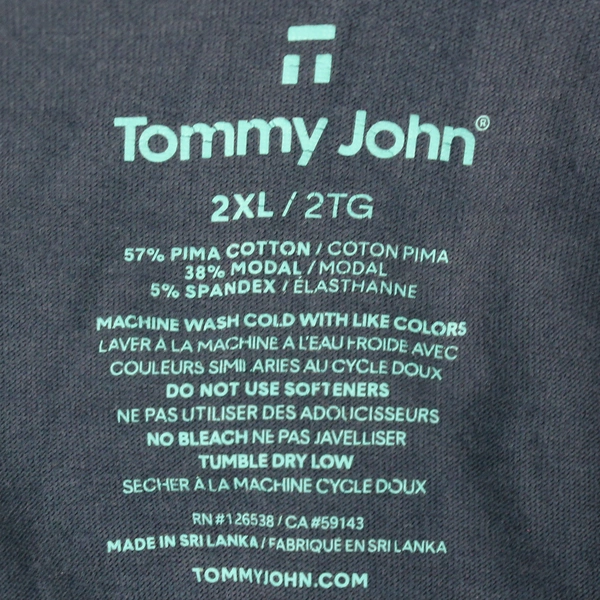 Tommy John®
2XL / 2TG
57% PIMA COTTON / COTON PIMA
38% MODAL / MODAL
5% SPANDEX / ÉLASTHANNE
MACHINE WASH COLD WITH LIKE COLORS
LAVER À LA MACHINE À L'EAU FROIDE AVEC
COULEURS SIMILARIES AU CYCLE DOUX
DO NOT USE SOFTENERS
NE PAS UTILISER DES ADOUCISSEURS
NO BLEACH NE PAS JAVELLISER
TUMBLE DRY LOW
SECHER À LA MACHINE CYCLE DOUX
RN #126538 / CA #59143
MADE IN SRI LANKA / FABRIQUÉ EN SRI LANKA
TOMMYJOHN.COM